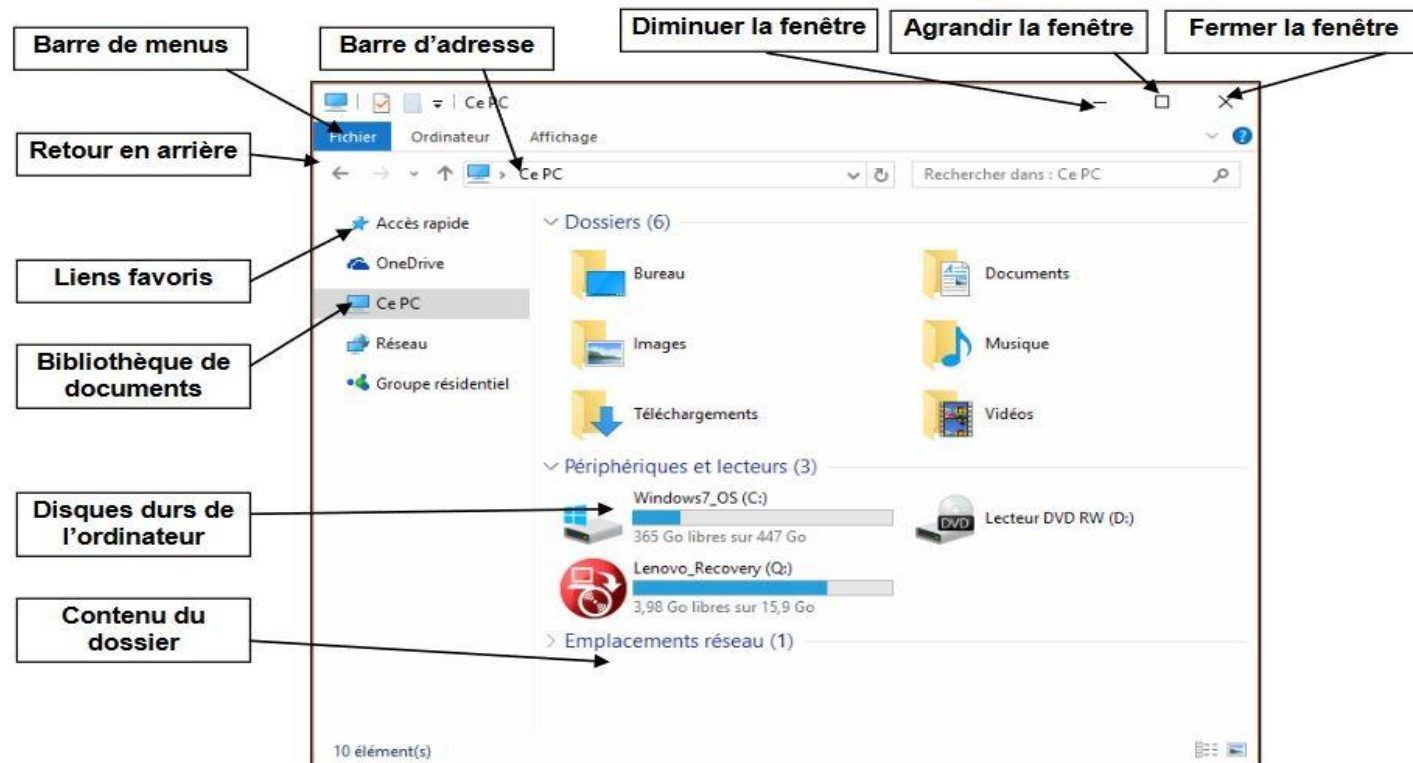 Diminuer la fenêtre
Agrandir la fenêtre
Fermer la fenêtre
Barre de menus
Barre d'adresse
Ce PC
Fichier
Ordinateur
Affichage
Retour en arrière
Ce PC
Rechercher dans : Ce PC
Accès rapide
OneDrive
Ce PC
Réseau
Groupe résidentiel
Liens favoris
Bibliothèque de
documents
Disques durs de
l'ordinateur
Contenu du
dossier
Dossiers (6)
Bureau
Documents
Images
Musique
Téléchargements
Vidéos
Périphériques et lecteurs (3)
Windows7_OS (C:)
365 Go libres sur 447 Go
DVD
Lecteur DVD RW (D:)
Lenovo_Recovery (Q:)
3,98 Go libres sur 15,9 Go
Emplacements réseau (1)
10 élément(s)